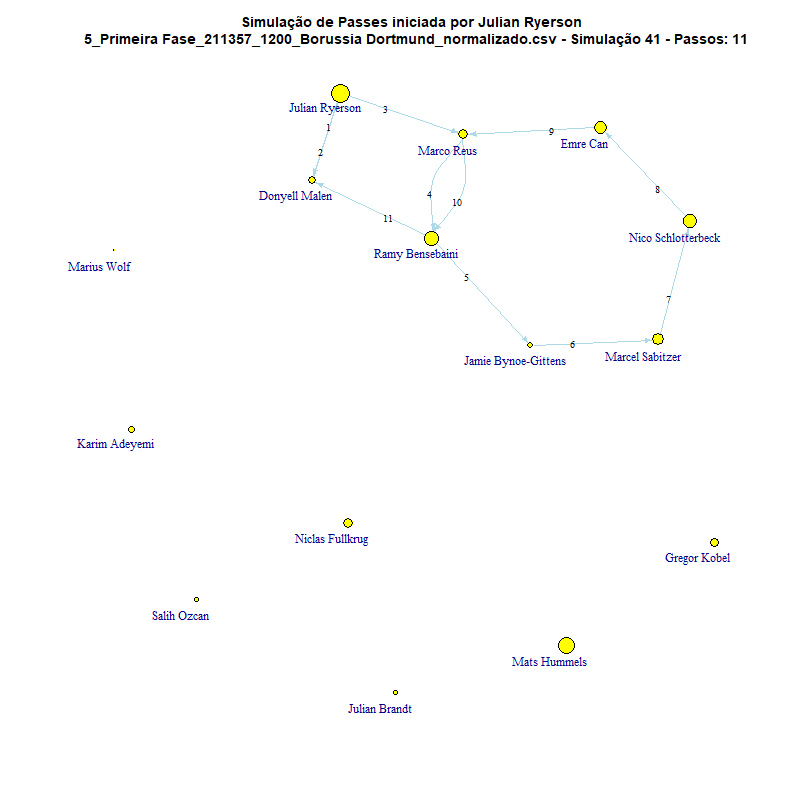 Simulação de Passes iniciada por Julian Ryerson
5_Primeira Fase_211357_1200_Borussia Dortmund_normalizado.csv - Simulação 41 - Passos: 11
Julian Ryerson
3
1
9
Emre Can
Marco Reus
2
8
Donyell Malen
4
10
11
Nico Schlotterbeck
Ramy Bensebaini
Marius Wolf
5
7
6
Jamie Bynoe-Gittens
Marcel Sabitzer
Karim Adeyemi
Niclas Fullkrug
Gregor Kobel
Salih Ozcan
Mats Hummels
Julian Brandt